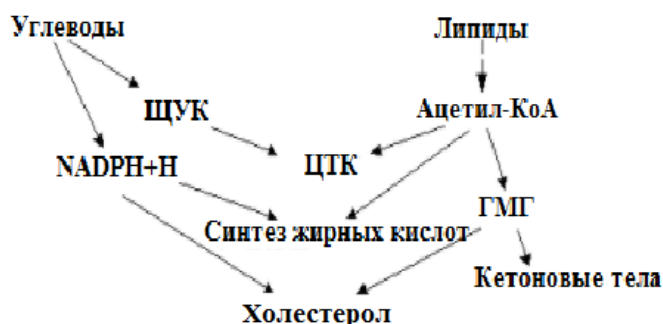 Углеводы
Липиды
ЩУК
Ацетил-КоА
NADPH+H
ЦТК
ГМГ
Синтез жирных кислот
Кетоновые тела
Холестерол